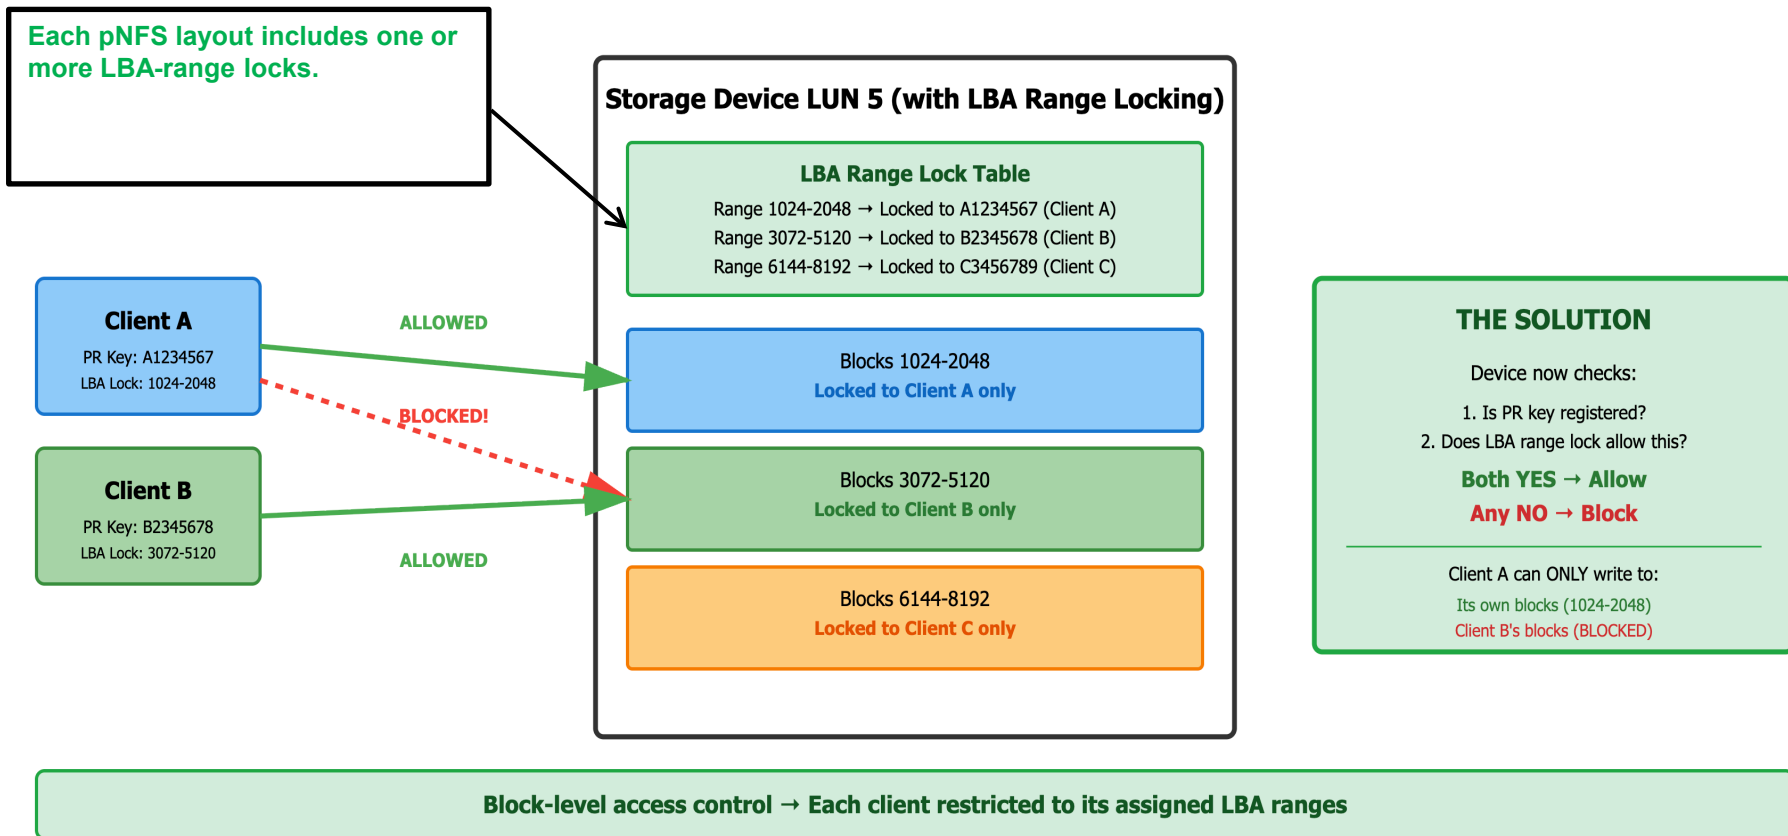 Each pNFS layout includes one or
more LBA-range locks.
Storage Device LUN 5 (with LBA Range Locking)
LBA Range Lock Table
Range 1024-2048 → Locked to A1234567 (Client A)
Range 3072-5120 → Locked to B2345678 (Client B)
Range 6144-8192 → Locked to C3456789 (Client C)
Client A
PR Key: A1234567
LBA Lock: 1024-2048
ALLOWED
BLOCKED!
Client B
PR Key: B2345678
LBA Lock: 3072-5120
ALLOWED
Blocks 1024-2048
Locked to Client A only
Blocks 3072-5120
Locked to Client B only
Blocks 6144-8192
Locked to Client C only
THE SOLUTION
Device now checks:
1. Is PR key registered?
2. Does LBA range lock allow this?
Both YES → Allow
Any NO → Block
Client A can ONLY write to:
Its own blocks (1024-2048)
Client B's blocks (BLOCKED)
Block-level access control → Each client restricted to its assigned LBA ranges